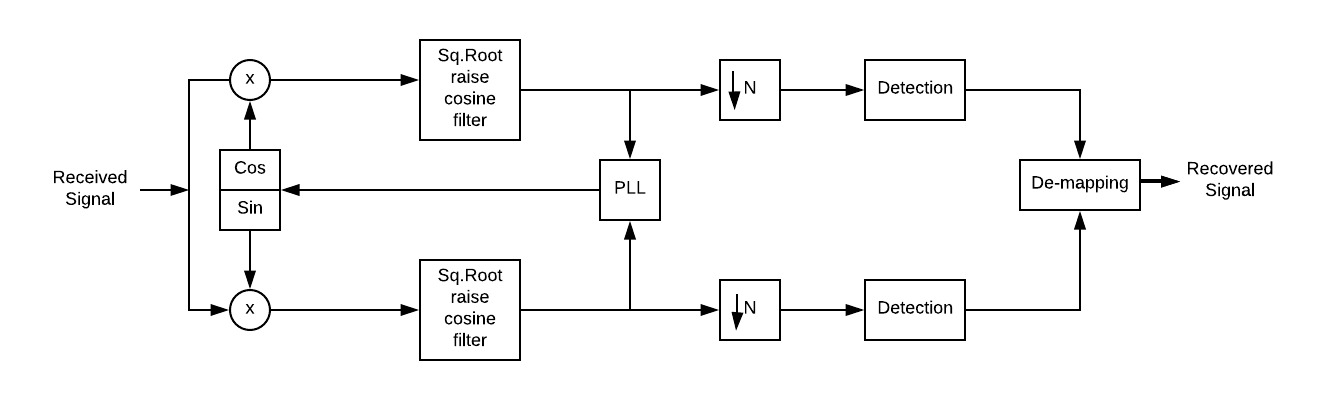 Received
Signal
x
Cos
Sin
x
Sq.Root
raise
cosine
filter
Sq.Root
raise
cosine
filter
PLL
N
N
Detection
Detection
De-mapping
Recovered
Signal